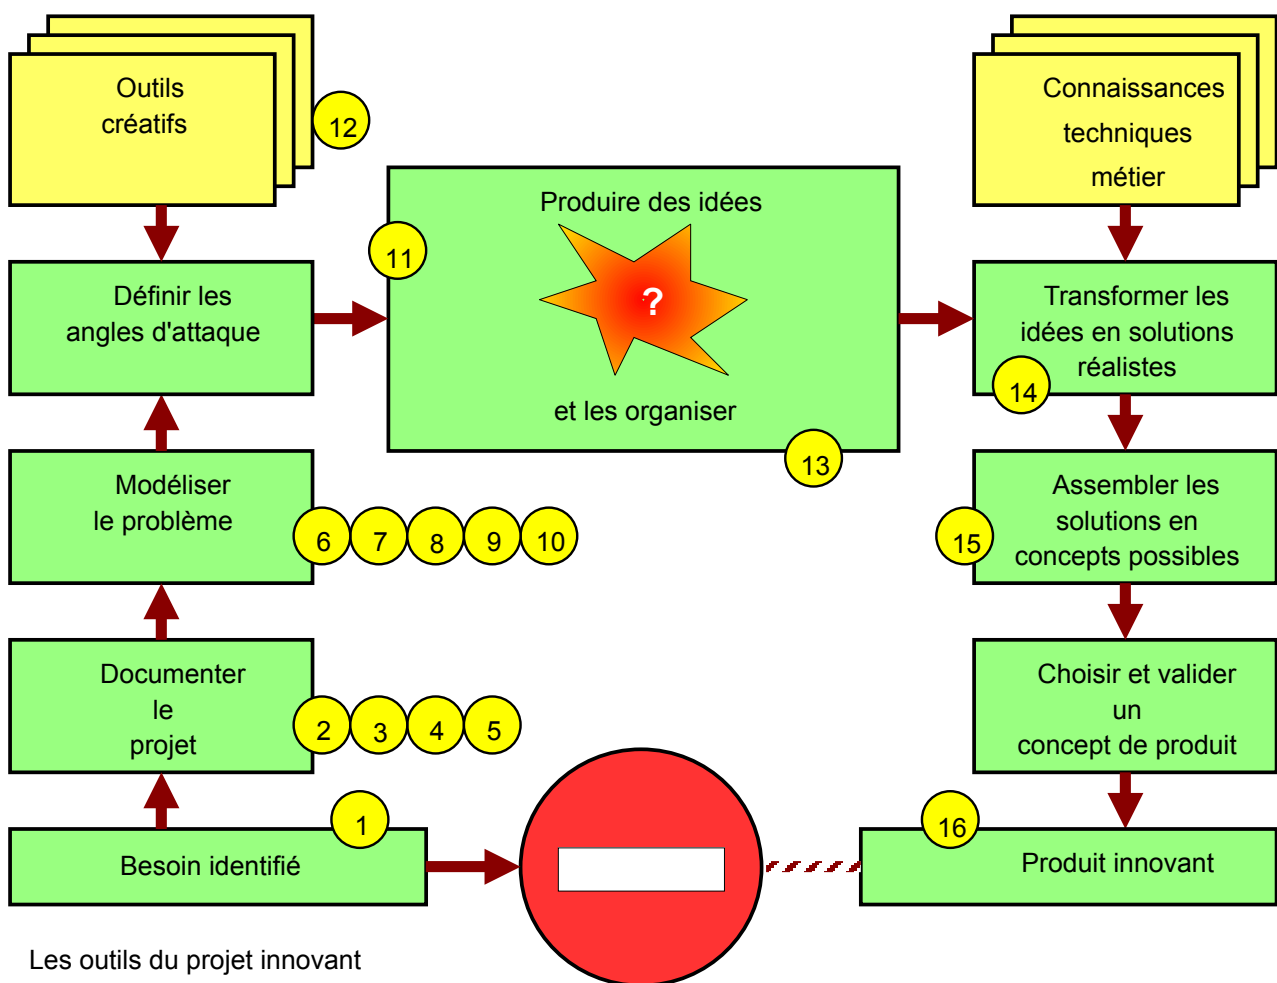 Outils
créatifs
12
Connaissances
techniques
métier
Produire des idées
11
?
et les organiser
13
Définir les
angles d'attaque
Transformer les
idées en solutions
réalistes
14
Modéliser
le problème
6 7 8 9 10
Assembler les
solutions en
concepts possibles
15
Documenter
le
projet
2 3 4 5
Choisir et valider
un
concept de produit
1
Besoin identifié
16
Produit innovant
Les outils du projet innovant